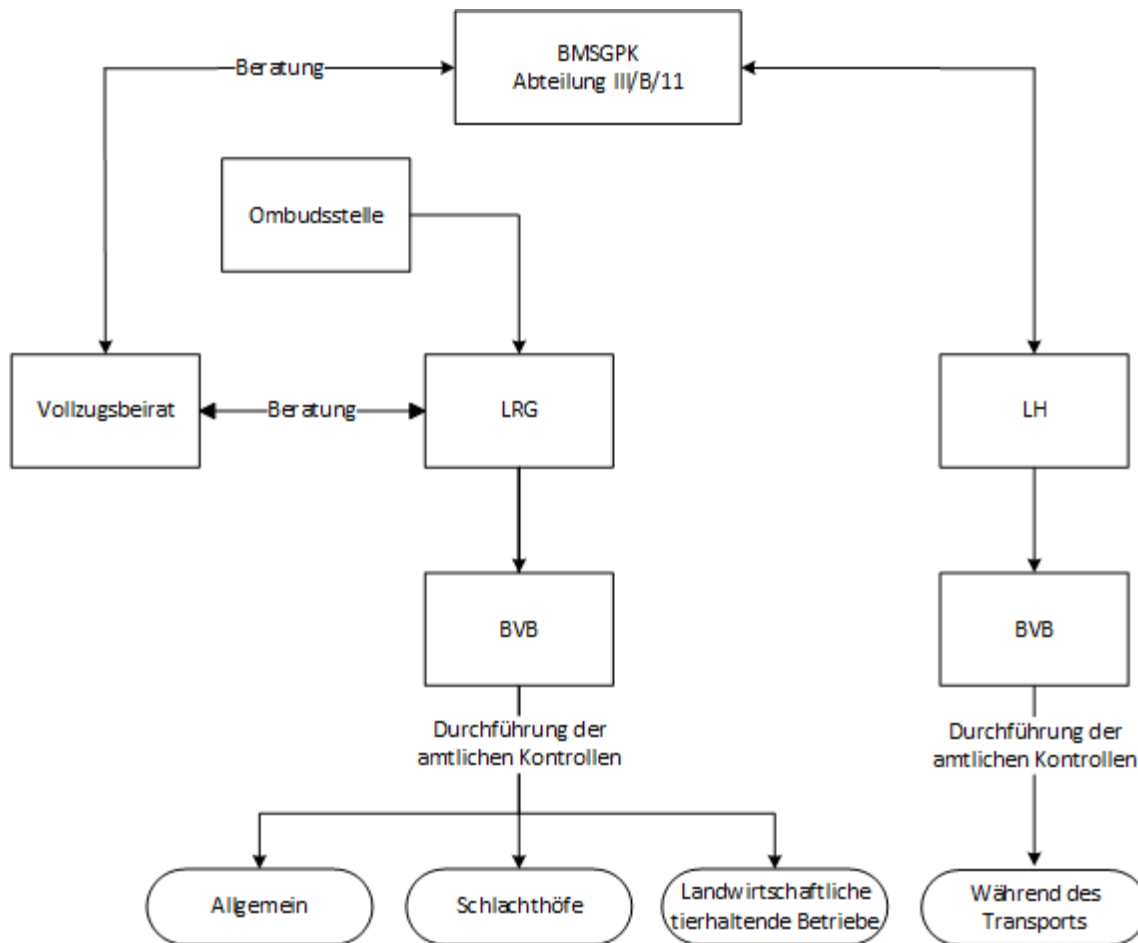 BMSGPK
Abteilung III/B/11
Beratung
Ombudsstelle
Vollzugsbeirat
Beratung
LRG
LH
BVB
BVB
Durchführung der
amtlichen Kontrollen
Durchführung der
amtlichen Kontrollen
Allgemein
Schlachthöfe
Landwirtschaftliche
tierhaltende Betriebe
Während des
Transports